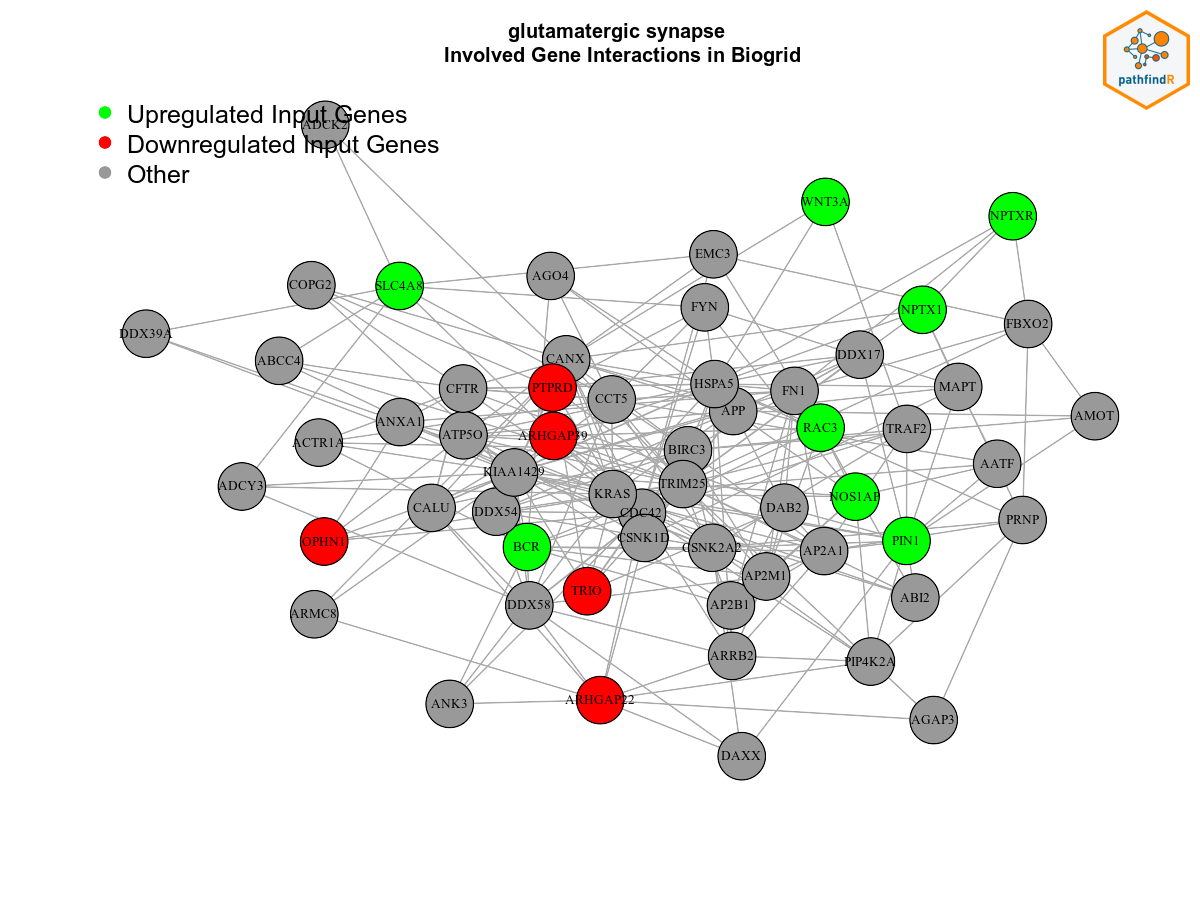 glutamatergic synapse
Involved Gene Interactions in Biogrid
pathfindR
Upregulated Input Genes
ADCK2
Downregulated Input Genes
Other
WNT3A
NPTXR
EMC3
AGO4
COPG2
SLC4A8
FYN
NPTX1
FBXO2
DDX39A
ABCC4
CANX
DDX17
CFTR
PTPRD
HSPA5
FN1
MAPT
CCT5
APP
AMOT
ANXA1
RAC3
TRAF2
ACTR1A
ATP5O
ARHGAP39
BIRC3
AATF
KIAA1429
TRIM25
ADCY3
KRAS
NOS1AP
CALU
DDX54
CDC42
DAB2
PRNP
OPHN1
BCR
CSNK1D
CSNK2A2
AP2A1
PIN1
AP2M1
TRIO
ARMC8
DDX58
AP2B1
ABI2
ARRB2
PIP4K2A
ANK3
ARHGAP22
AGAP3
DAXX